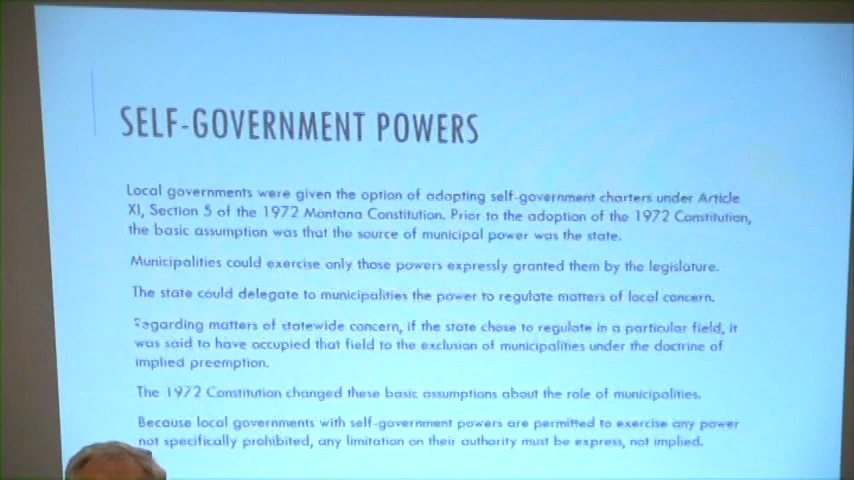 SELF-GOVERNMENT POWERS
Local governments were given the option of adopting self-government charters under Article
XI, Section 5 of the 1972 Montana Constitution. Prior to the adoption of the 1972 Constitution,
the basic assumption was that the source of municipal power was the state.
Municipalities could exercise only those powers expressly granted them by the legislature.
The state could delegate to municipalities the power to regulate matters of local concern.
Regarding matters of statewide concern, if the state chose to regulate in a particular field, it
was said to have occupied that field to the exclusion of municipalities under the doctrine of
implied preemption.
The 1972 Constitution changed these basic assumptions about the role of municipalities.
Because local governments with self-government powers are permitted to exercise any power
not specifically prohibited, any limitation on their authority must be express, not implied.